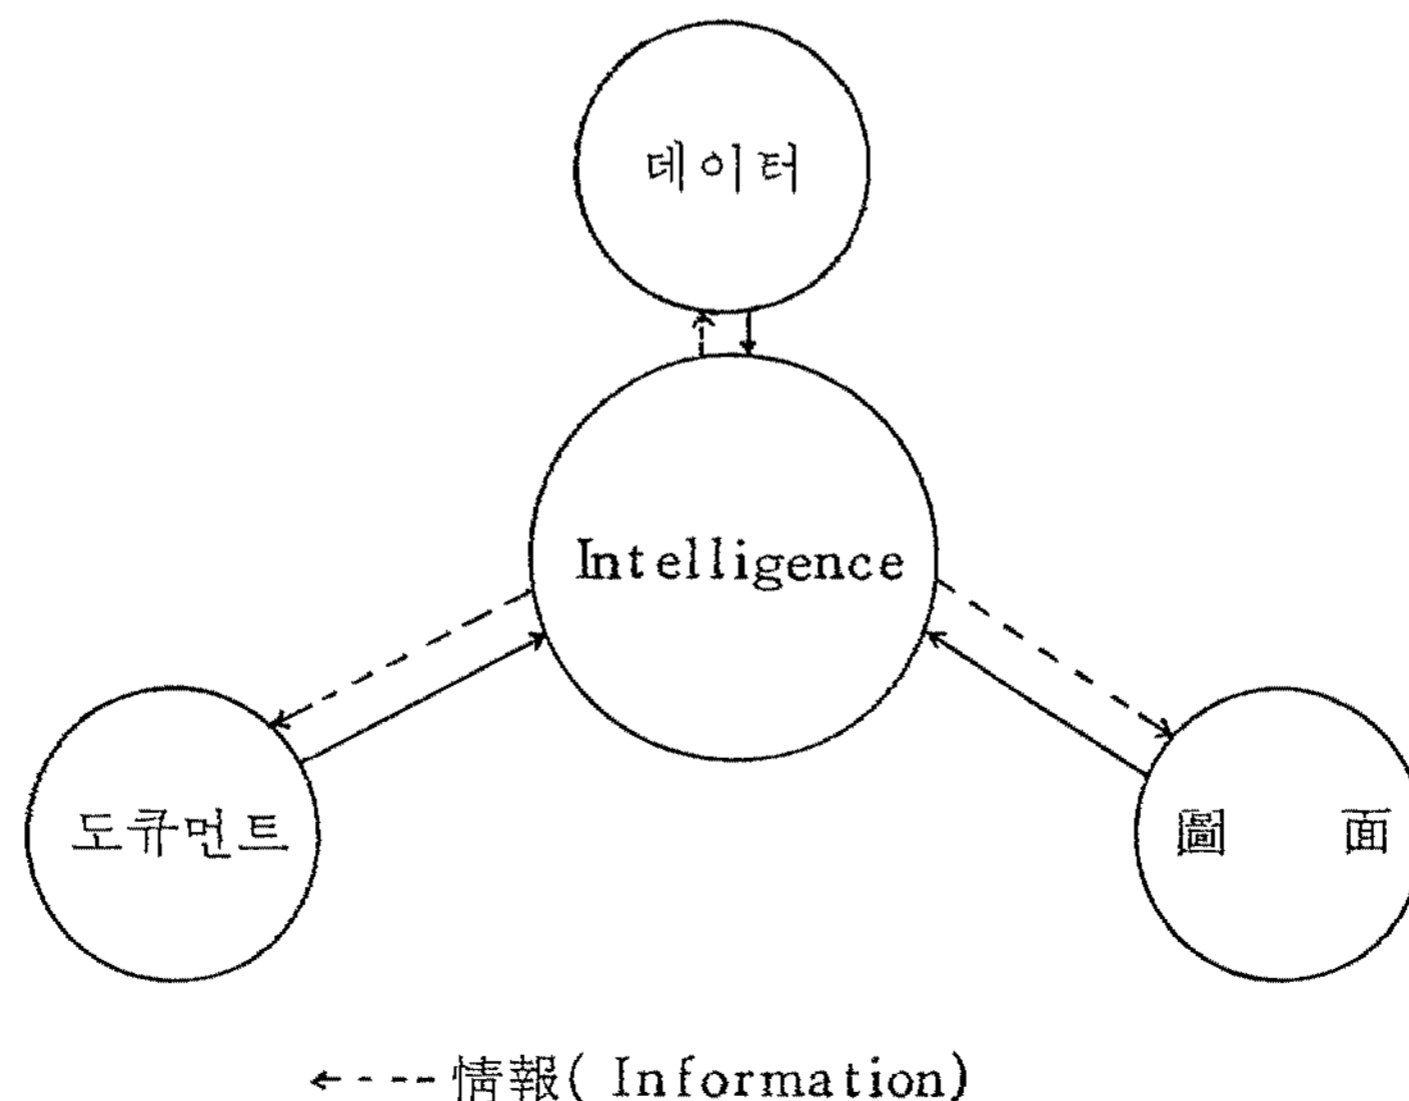 데이터
Intelligence
도큐먼트
圖 面
情報( Information)